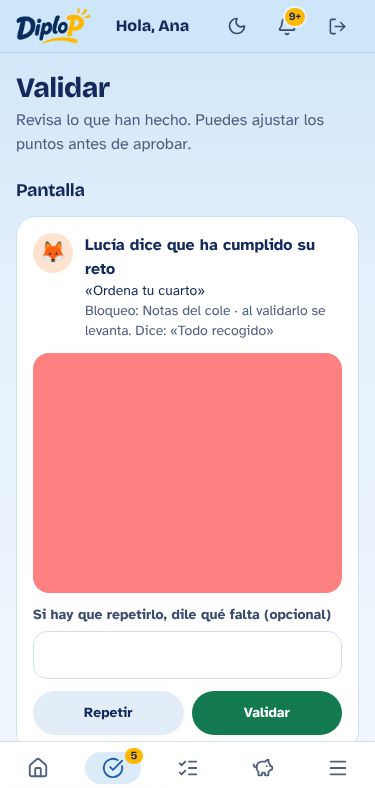 DiploP
Hola, Ana
9+
Validar
Revisa lo que han hecho. Puedes ajustar los
puntos antes de aprobar.
Pantalla
Lucía dice que ha cumplido su
reto
«Ordena tu cuarto»
Bloqueo: Notas del cole · al validarlo se
levanta. Dice: «Todo recogido»
Si hay que repetirlo, dile qué falta (opcional)
Repetir
Validar
5